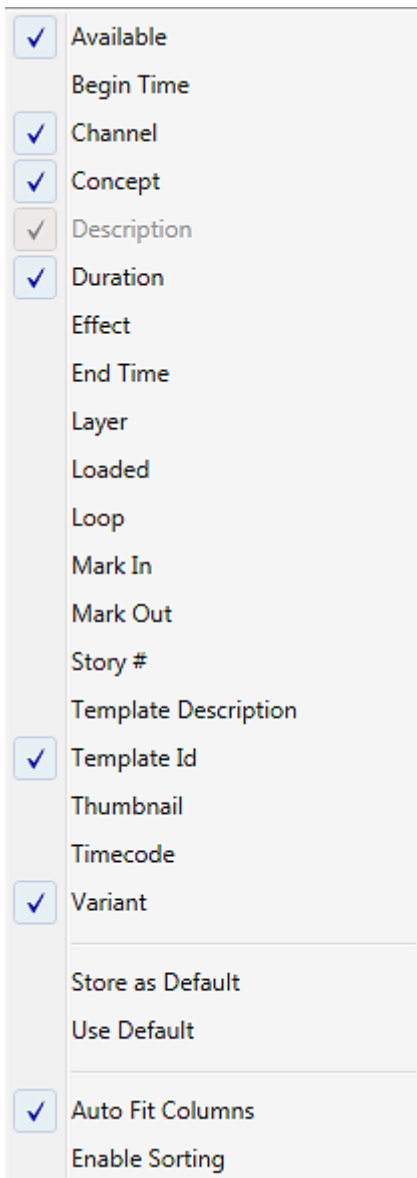 Available
Begin Time
Channel
Concept
Description
Duration
Effect
End Time
Layer
Loaded
Loop
Mark In
Mark Out
Story #
Template Description
Template Id
Thumbnail
Timecode
Variant
Store as Default
Use Default
Auto Fit Columns
Enable Sorting